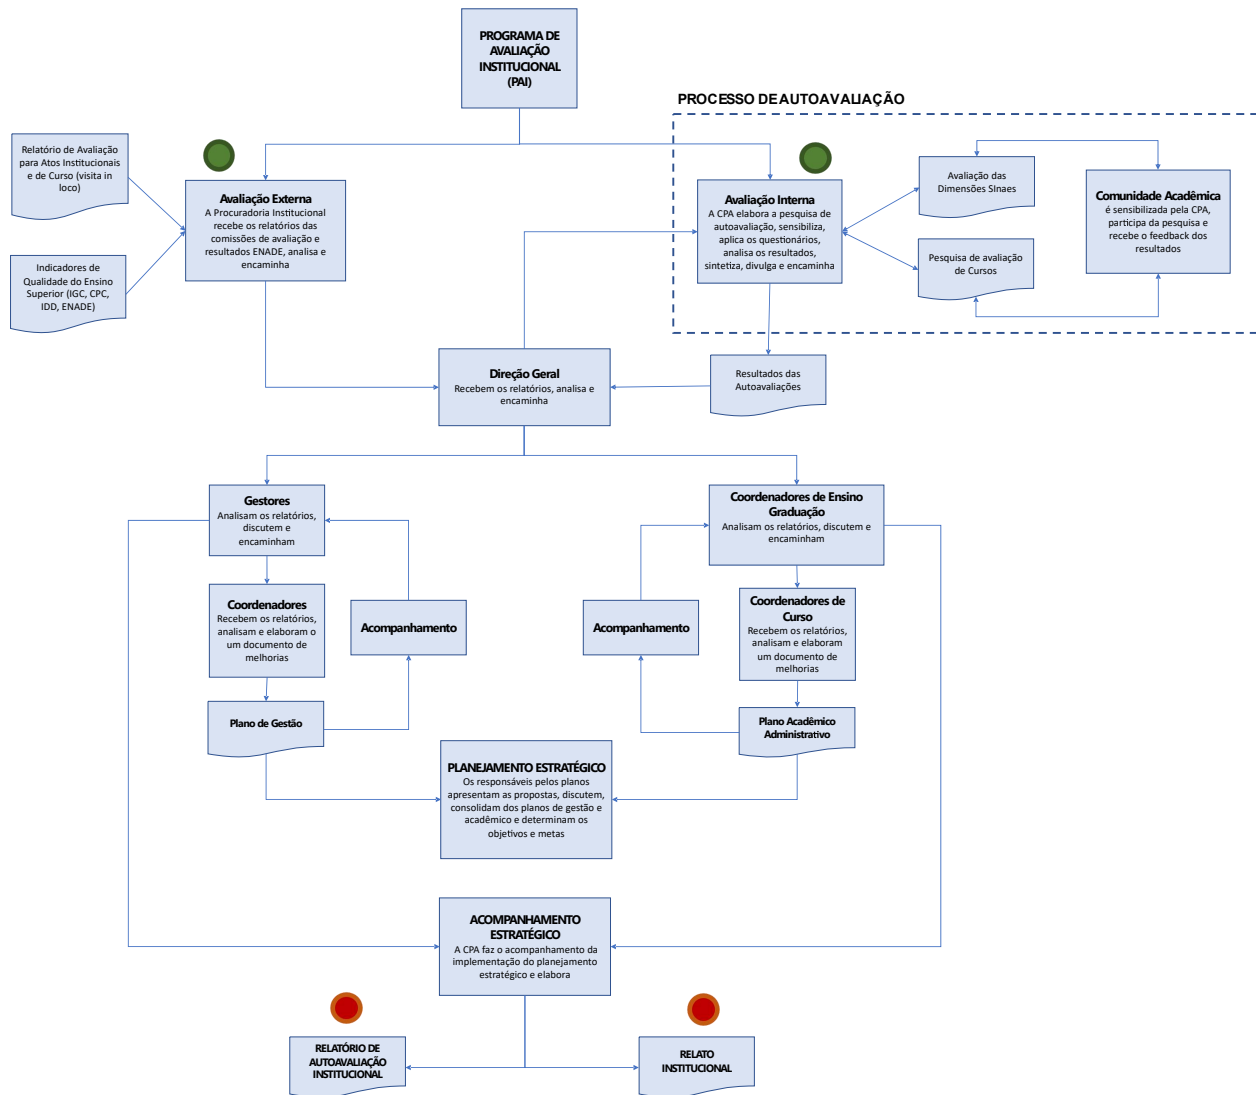 PROGRAMA DE
AVALIAÇÃO
INSTITUCIONAL
(PAI)
PROCESSO DE AUTOAVALIAÇÃO
Relatório de Avaliação
para Atos Institucionais
e de Curso (visita in
loco)
Avaliação Externa
A Procuradoria Institucional
recebe os relatórios das
comissões de avaliação e
resultados ENADE, analisa e
encaminha
Indicadores de
Qualidade do Ensino
Superior (IGC, CPC,
IDD, ENADE)
Avaliação Interna
A CPA elabora a pesquisa de
autoavaliação, sensibiliza,
aplica os questionários,
analisa os resultados,
sintetiza, divulga e encaminha
Avaliação das
Dimensões SInaes
Pesquisa de avaliação
de Cursos
Comunidade Acadêmica
é sensibilizada pela CPA,
participa da pesquisa e
recebe o feedback dos
resultados
Direção Geral
Recebem os relatórios, analisa e
encaminha
Resultados das
Autoavaliações
Gestores
Analisam os relatórios,
discutem e
encaminham
Coordenadores de Ensino
Graduação
Analisam os relatórios, discutem e
encaminham
Coordenadores
Recebem os relatórios,
analisam e elaboram o
um documento de
melhorias
Acompanhamento
Acompanhamento
Coordenadores de
Curso
Recebem os relatórios,
analisam e elaboram
um documento de
melhorias
Plano de Gestão
Plano Acadêmico
Administrativo
PLANEJAMENTO ESTRATÉGICO
Os responsáveis pelos planos
apresentam as propostas, discutem,
consolidam dos planos de gestão e
acadêmico e determinam os
objetivos e metas
ACOMPANHAMENTO
ESTRATÉGICO
A CPA faz o acompanhamento da
implementação do planejamento
estratégico e elabora
RELATÓRIO DE
AUTOAVALIAÇÃO
INSTITUCIONAL
RELATO
INSTITUCIONAL